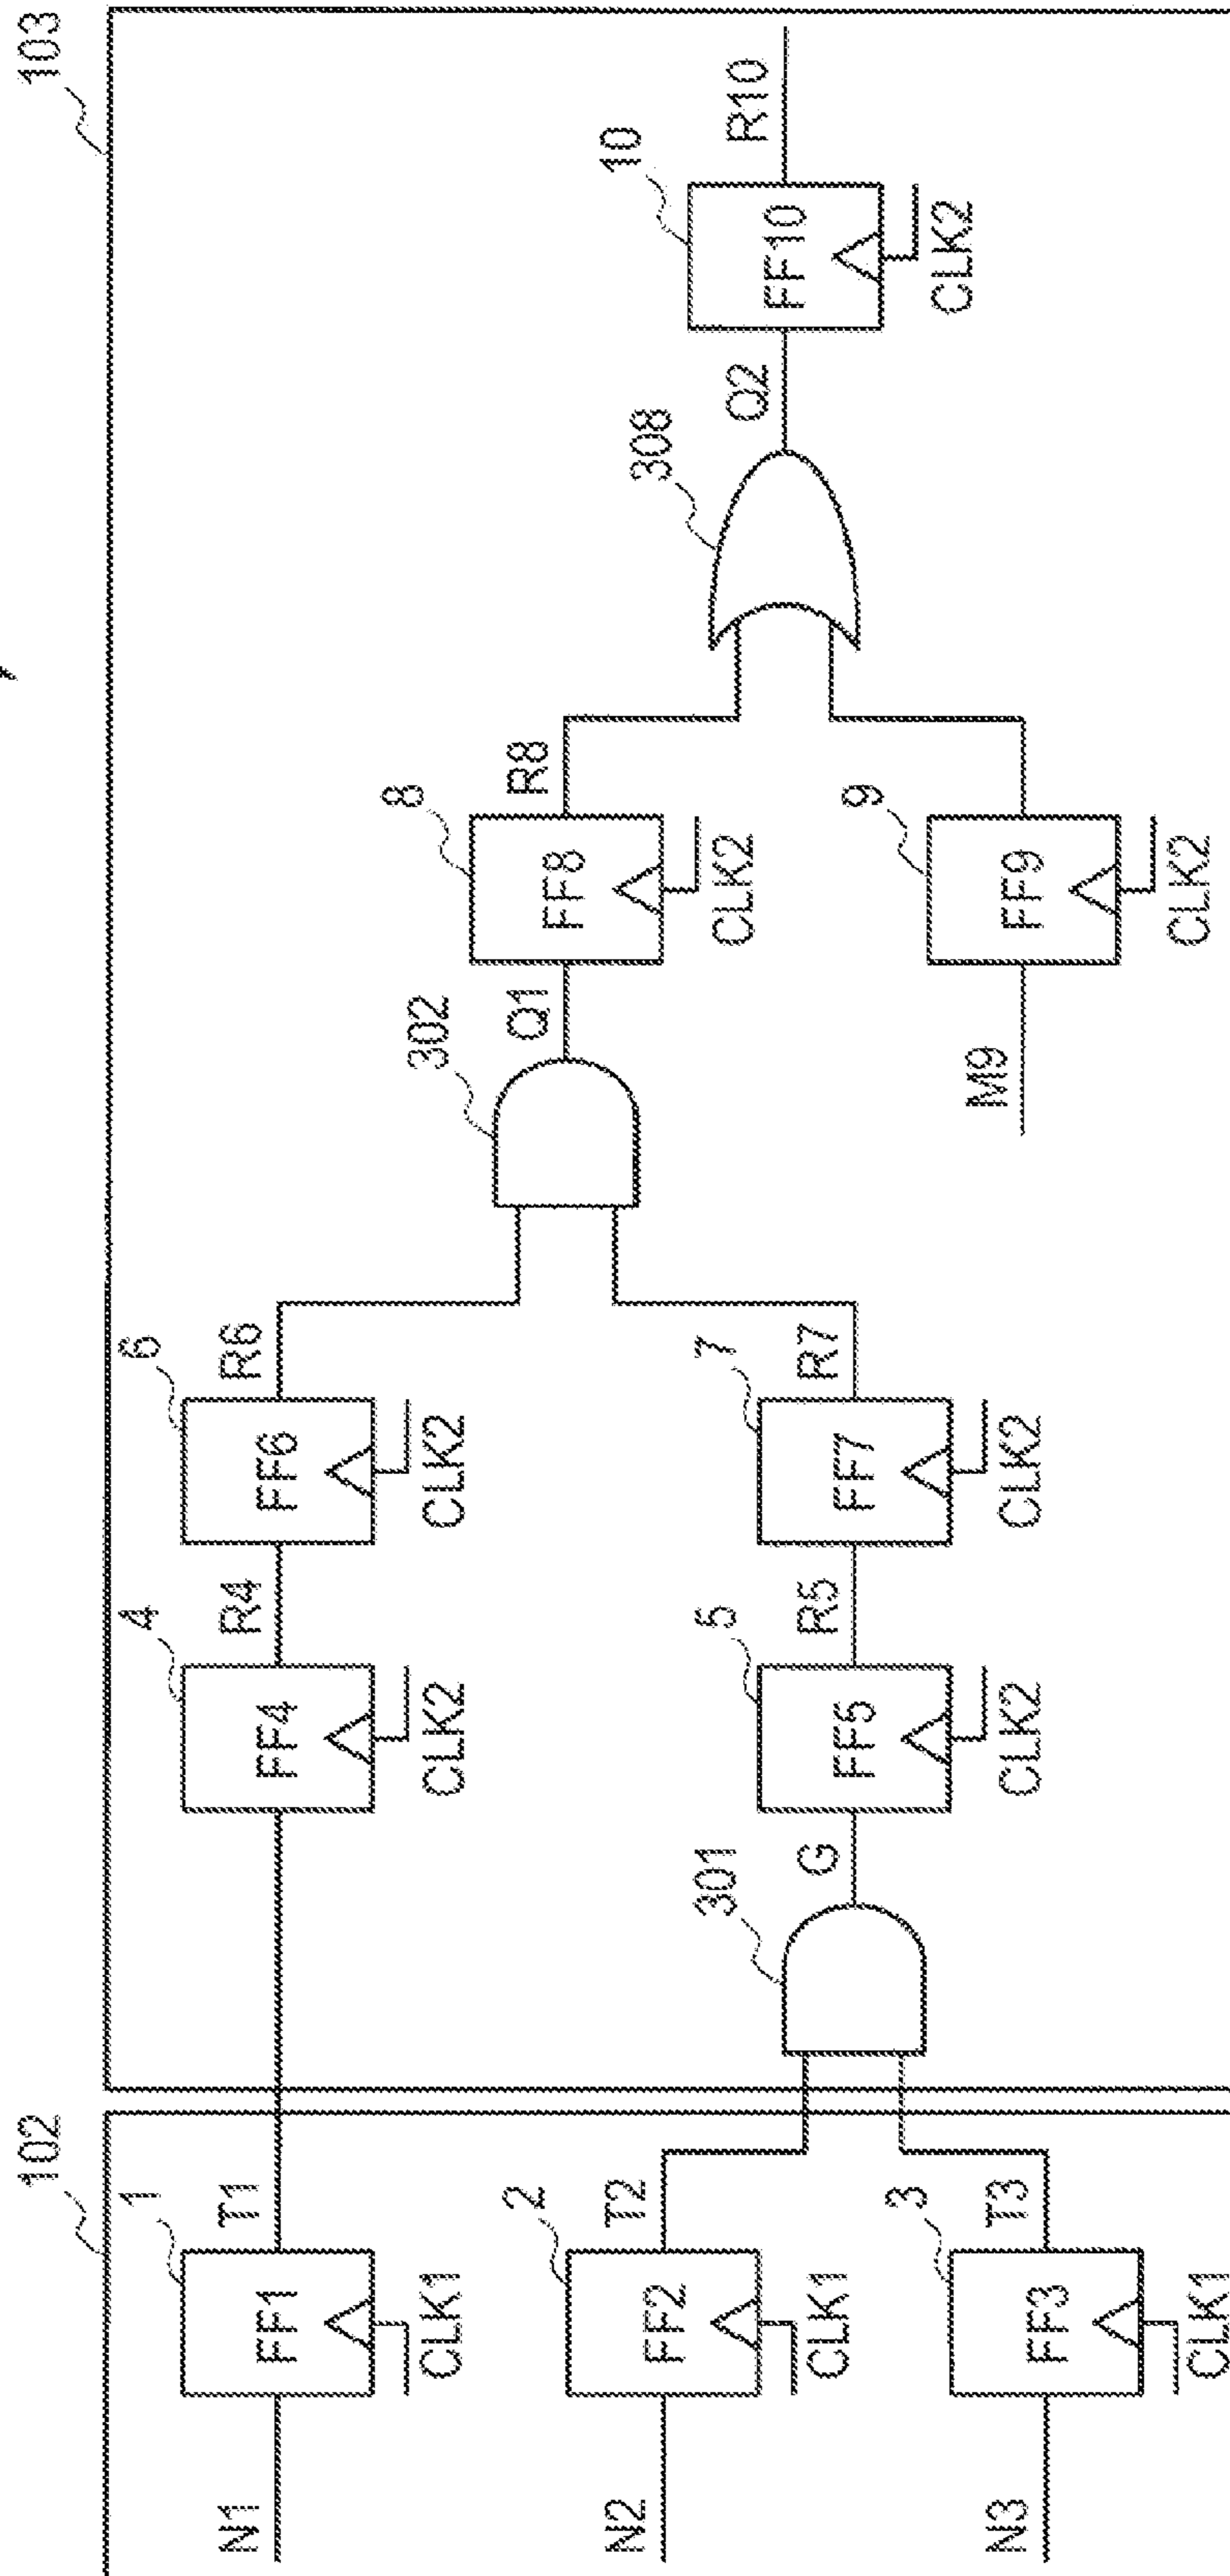 102
103
N1
FF1
1
T1
CLK1
FF4
4
R4
CLK2
FF6
6
R6
CLK2
N2
FF2
2
T2
CLK1
N3
FF3
3
T3
CLK1
301
G
FF5
5
R5
CLK2
FF7
7
R7
CLK2
302
Q1
FF8
8
R8
CLK2
M9
FF9
9
CLK2
308
Q2
FF10
10
R10
CLK2